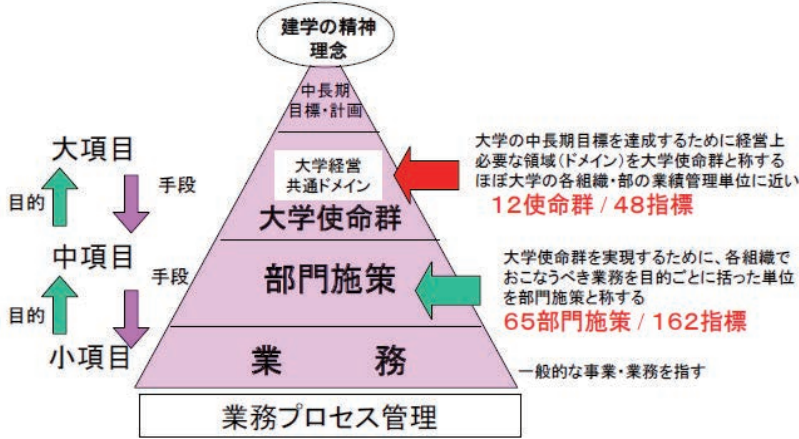 建学の精神
理念
中長期
目標・計画
大学経営
共通ドメイン
大学使命群
部門施策
業　　務
業務プロセス管理
大項目
目的
手段
中項目
目的
手段
小項目
大学の中長期目標を達成するために経営上
必要な領域(ドメイン)を大学使命群と称する
ほぼ大学の各組織・部の業績管理単位に近い
12使命群 / 48指標
大学使命群を実現するために、各組織で
おこなうべき業務を目的ごとに括った単位
を部門施策と称する
65部門施策 / 162指標
一般的な事業・業務を指す